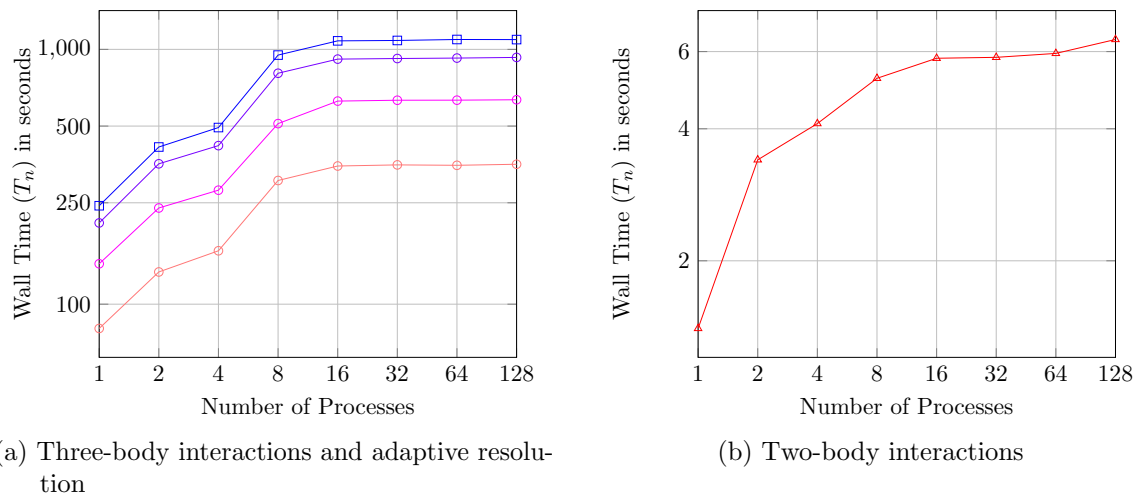 1,000
500
250
100
Wall Time (Tn) in seconds
1 2 4 8 16 32 64 128
Number of Processes
a) Three-body interactions and adaptive resolu-
tion
6
4
2
Wall Time (Tn) in seconds
1 2 4 8 16 32 64 128
Number of Processes
(b) Two-body interactions